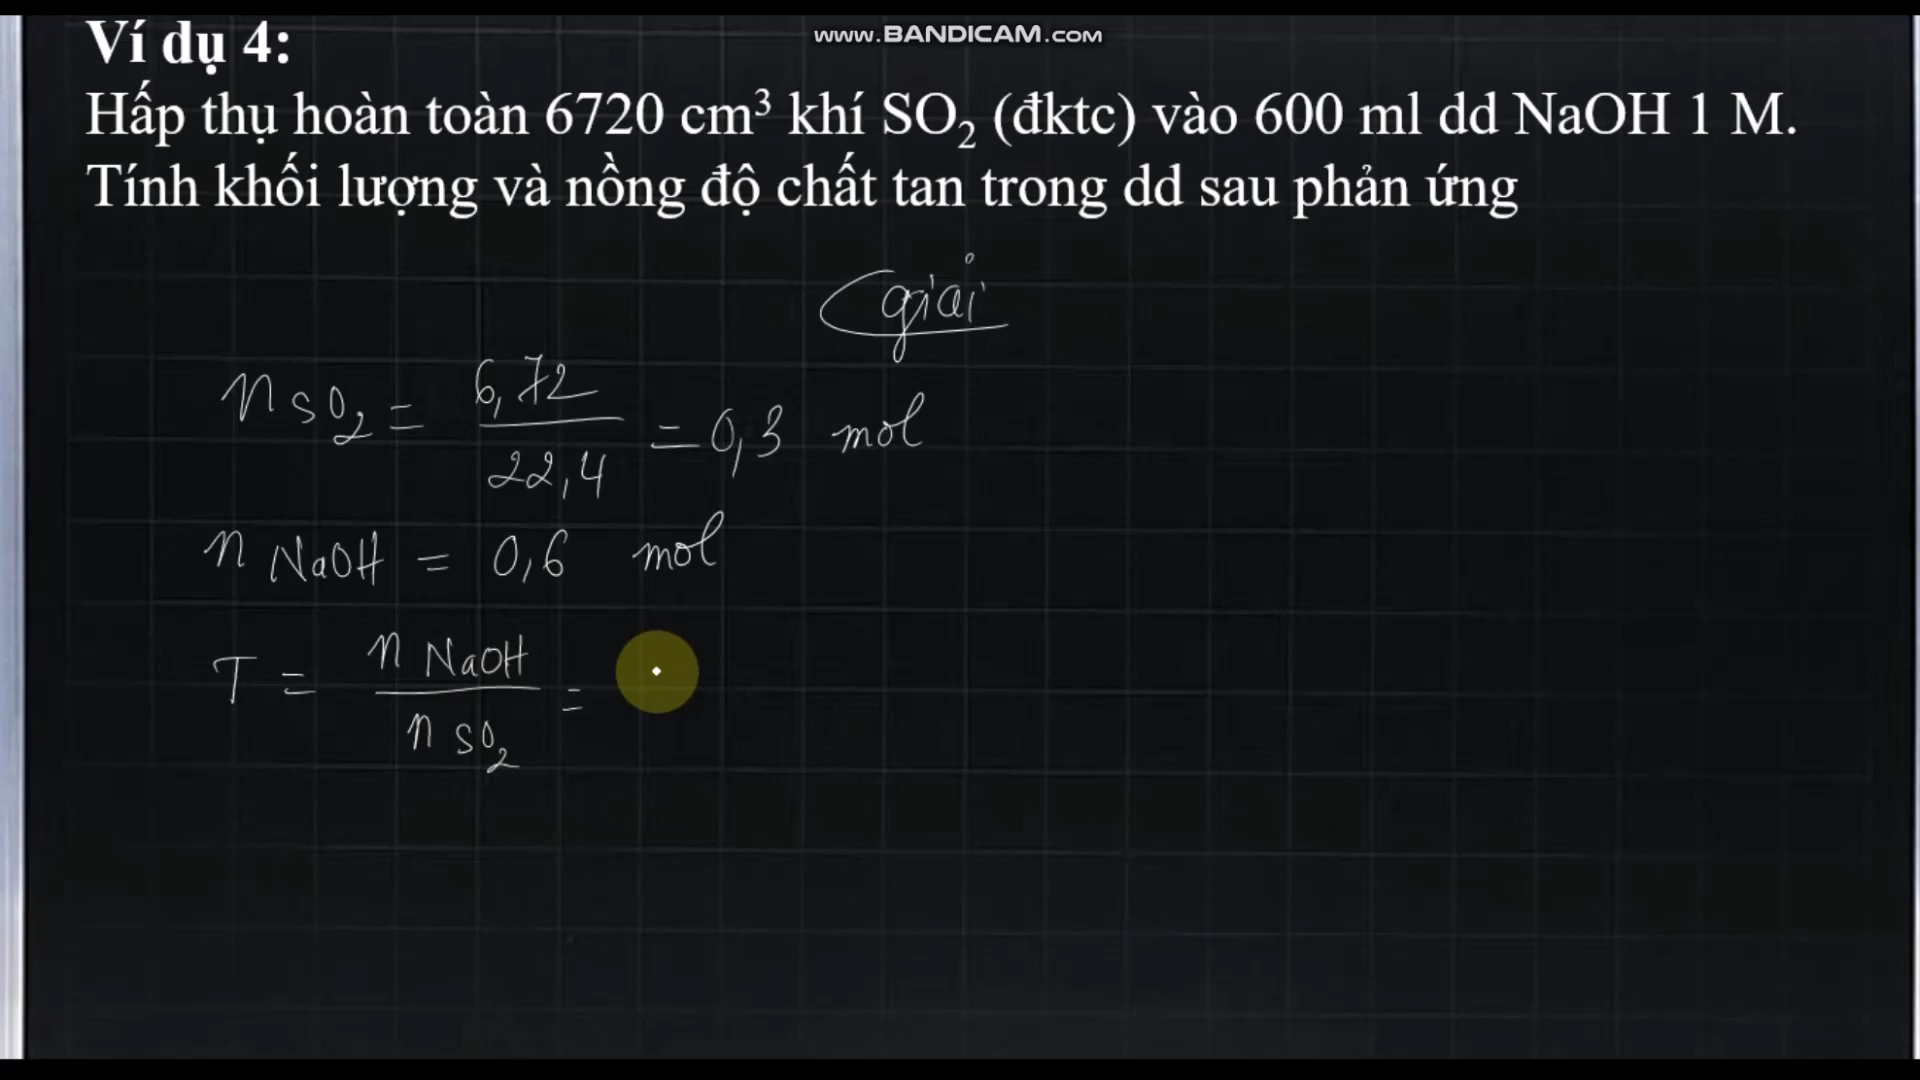 www.BANDICAM.com
Ví dụ 4:
Hấp thụ hoàn toàn 6720 cm³ khí SO₂ (đktc) vào 600 ml dd NaOH 1 M.
Tính khối lượng và nồng độ chất tan trong dd sau phản ứng
giải
n SO₂ = 6,72 / 22,4 = 0,3 mol
n NaOH = 0,6 mol
T = n NaOH / n SO₂ =